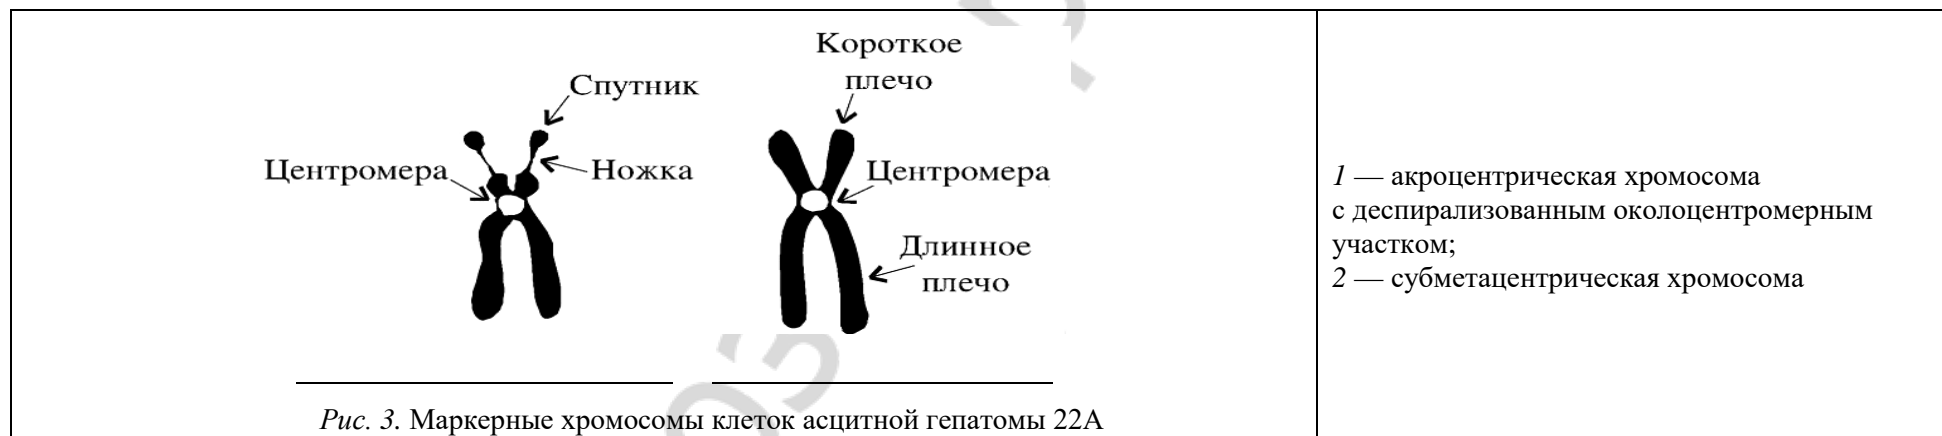 Короткое
плечо
Спутник
Центромера
Ножка
Центромера
Длинное
плечо
Рис. 3. Маркерные хромосомы клеток асцитной гепатомы 22А
1 — акроцентрическая хромосома
с деспирализованным околоцентромерным
участком;
2 — субметацентрическая хромосома